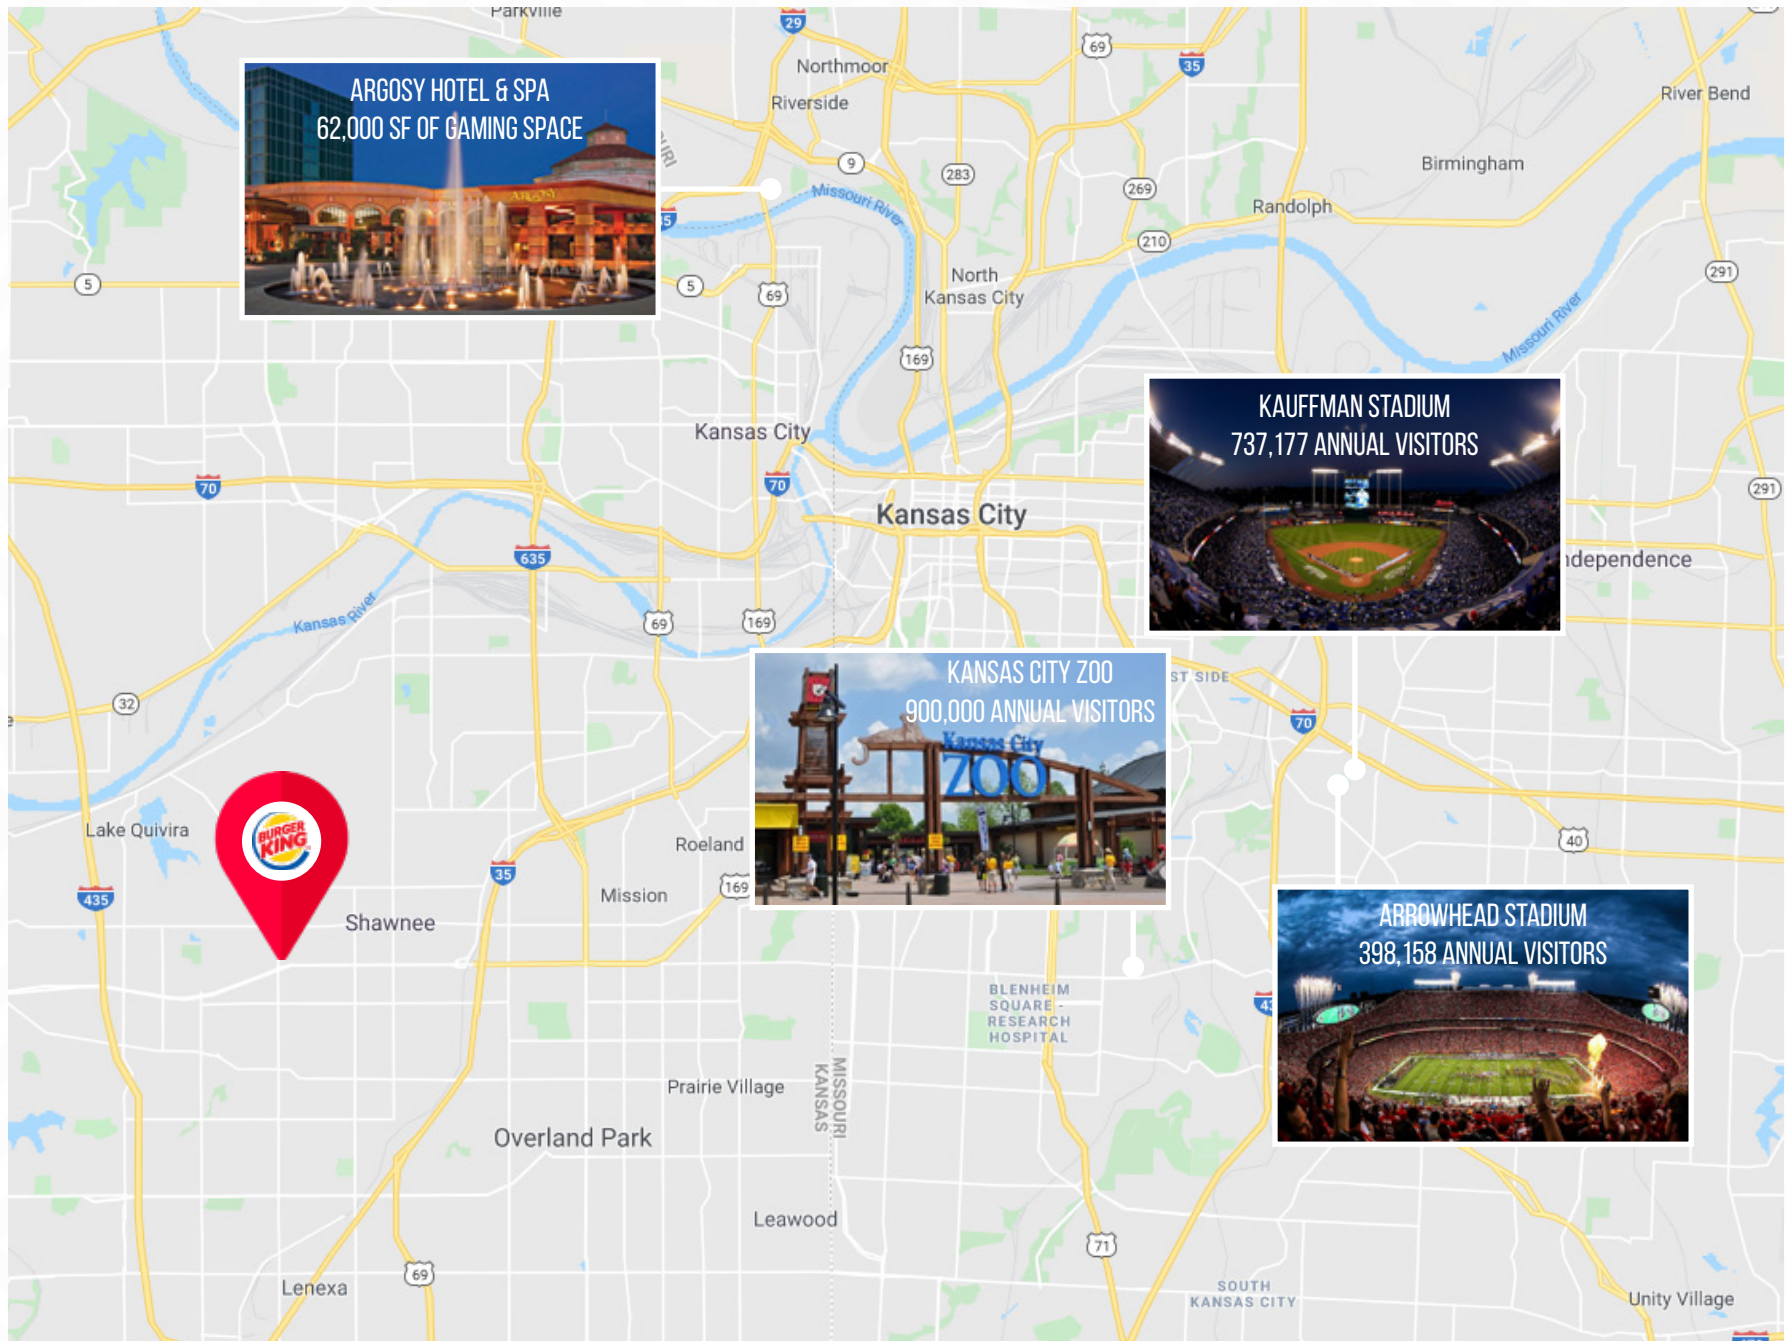 Parkville
29
69
35
Northmoor
Riverside
River Bend
ARGOSY HOTEL & SPA
62,000 SF OF GAMING SPACE
ARGOSY
9
283
269
Birmingham
Missouri River
Randolph
210
5
5
69
North
Kansas City
291
Missouri River
169
KAUFFMAN STADIUM
737,177 ANNUAL VISITORS
Kansas City
70
70
291
Kansas City
635
Kansas River
69
169
32
KANSAS CITY ZOO
900,000 ANNUAL VISITORS
Kansas City
ZOO
ST SIDE
70
Lake Quivira
BURGER
KING
Roeland
40
35
Mission
169
435
Shawnee
ARROWHEAD STADIUM
398,158 ANNUAL VISITORS
BLENHEIM
SQUARE -
RESEARCH
HOSPITAL
Prairie Village
MISSOURI
KANSAS
Overland Park
Leawood
71
69
Lenexa
SOUTH
KANSAS CITY
Unity Village